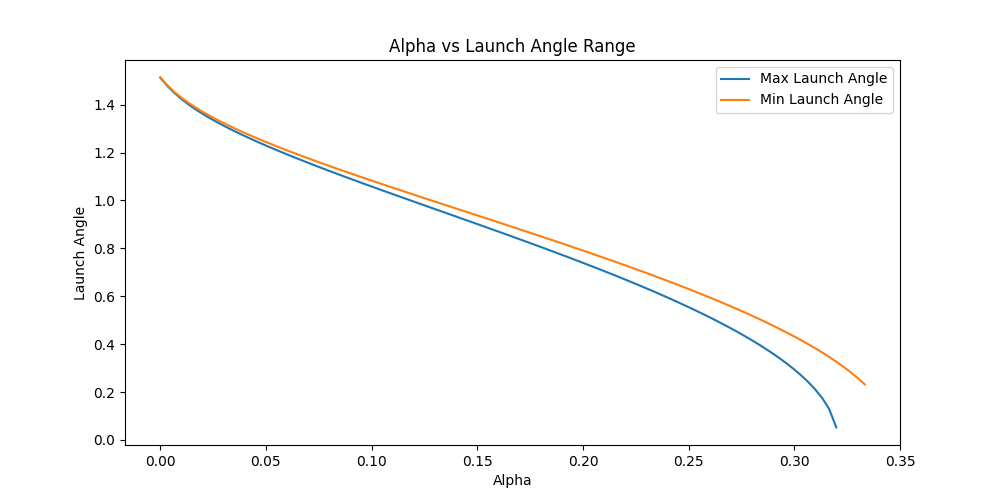 Alpha vs Launch Angle Range
Max Launch Angle
Min Launch Angle
Launch Angle
1.4
1.2
1.0
0.8
0.6
0.4
0.2
0.0
0.00 0.05 0.10 0.15 0.20 0.25 0.30 0.35
Alpha